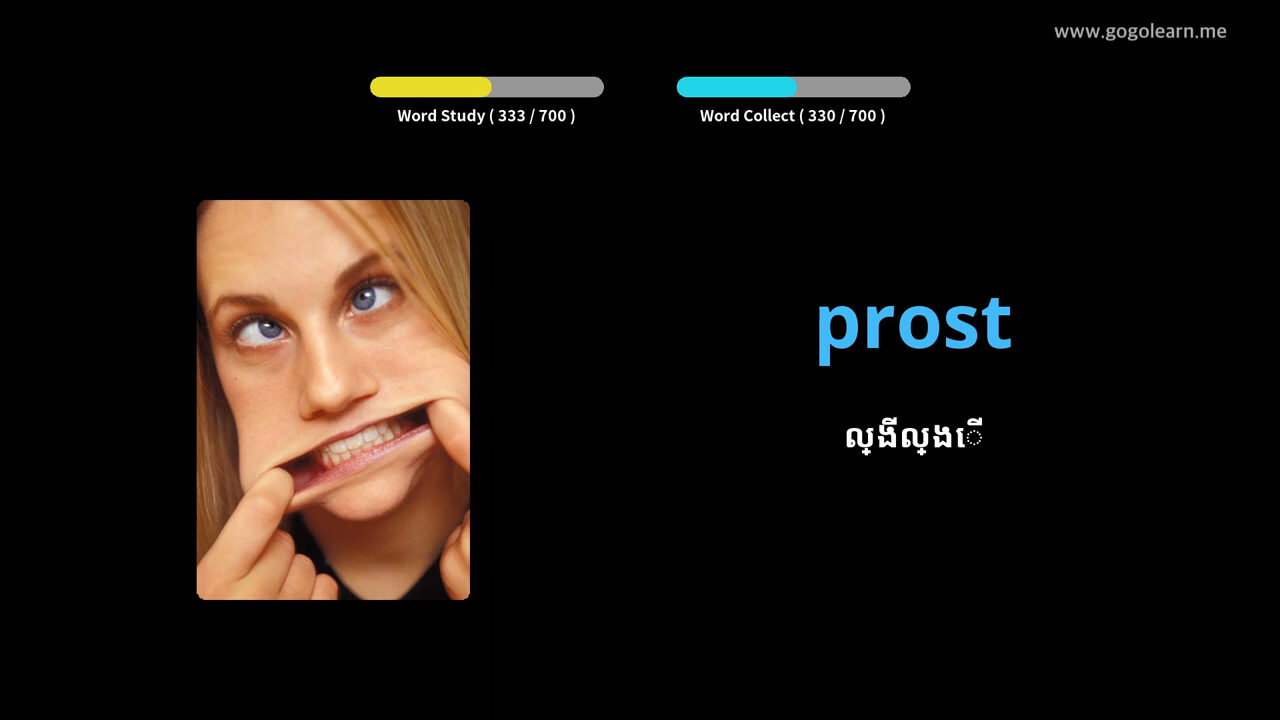 www.gogolearn.me
Word Study ( 333 / 700 )
Word Collect ( 330 / 700 )
prost
ល្ងីល្ងើ